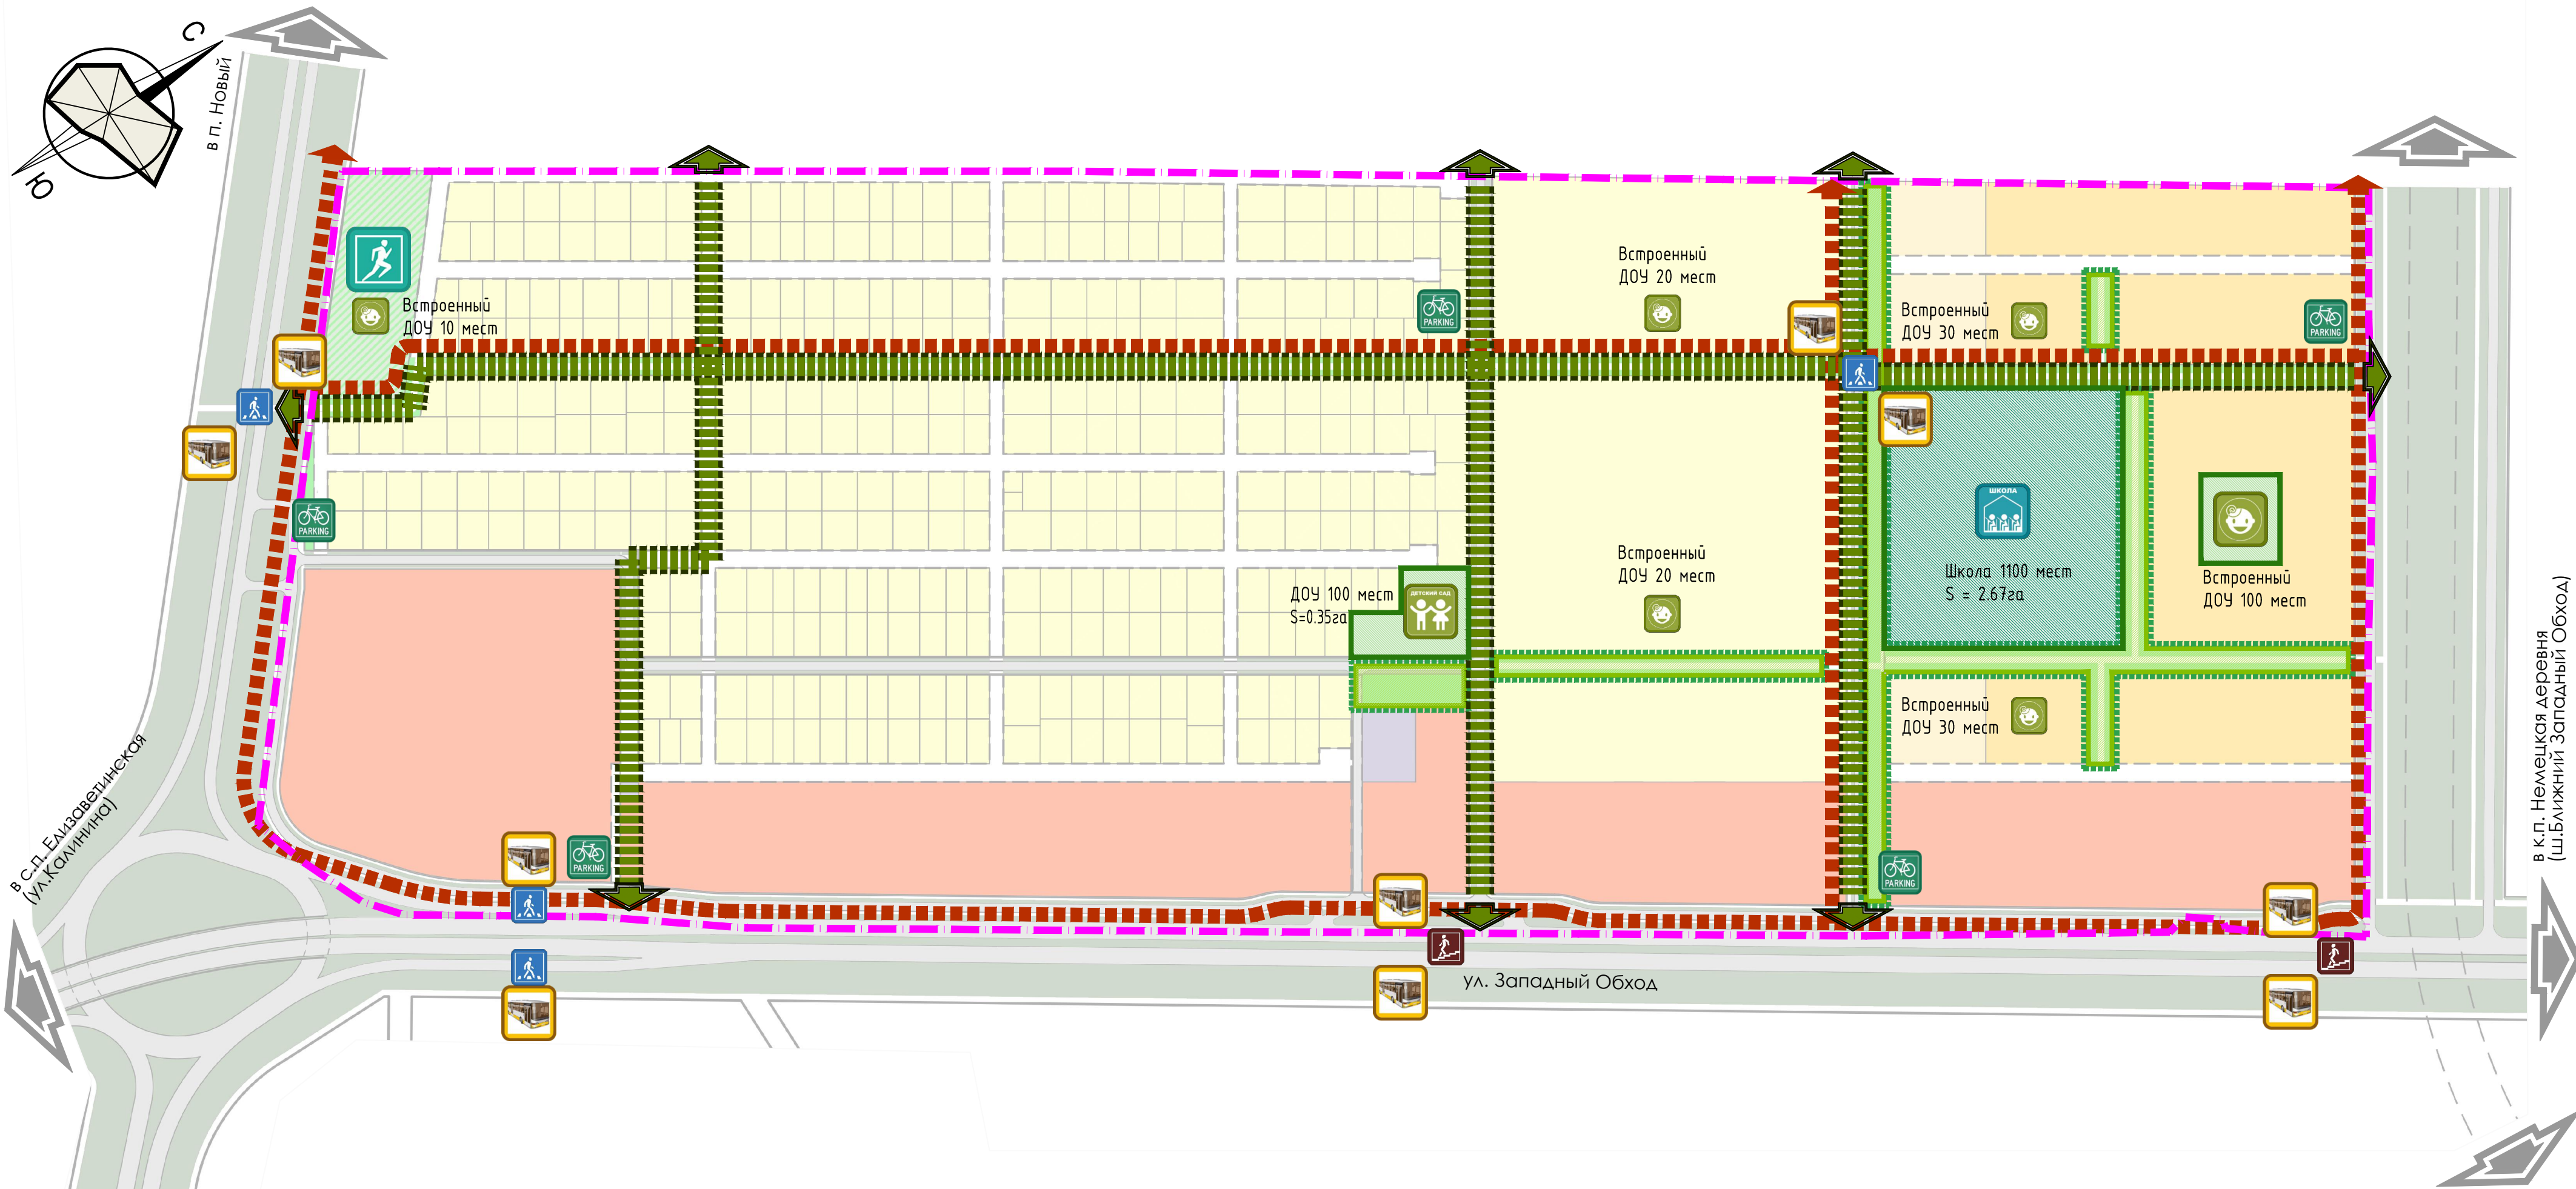 С
Ю
в п. Новый
Встроенный
ДОУ 10 мест
Встроенный
ДОУ 20 мест
PARKING
Встроенный
ДОУ 30 мест
PARKING
PARKING
ШКОЛА
Школа 1100 мест
S = 2.67га
Встроенный
ДОУ 100 мест
Встроенный
ДОУ 20 мест
ДОУ 100 мест
S=0.35га
ДЕТСКИЙ САД
Встроенный
ДОУ 30 мест
PARKING
PARKING
в с.п. Елизаветинская
(ул.Калинина)
ул. Западный Обход
в к.п. Немецкая деревня
(ш.Ближний Западный Обход)